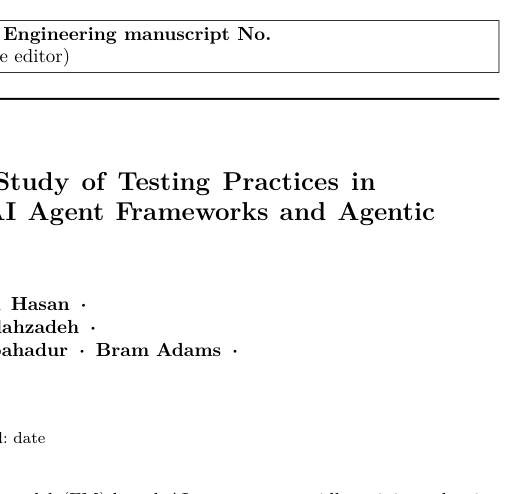 Engineering manuscript No.
e editor)
Study of Testing Practices in
AI Agent Frameworks and Agentic
Hasan ·
lahzadeh ·
bahadur · Bram Adams ·
d: date